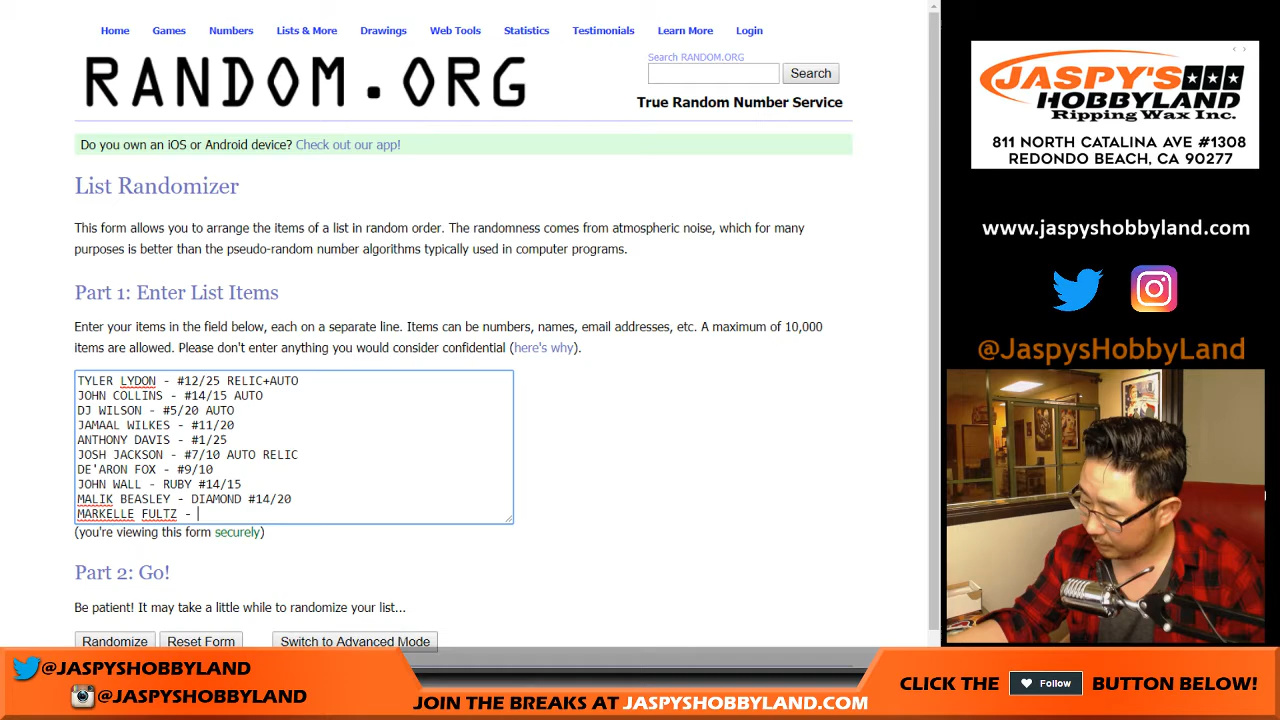 Home Games Numbers Lists & More Drawings Web Tools Statistics Testimonials Learn More Login
RANDOM.ORG
Search RANDOM.ORG
Search
True Random Number Service
Do you own an iOS or Android device? Check out our app!
List Randomizer
This form allows you to arrange the items of a list in random order. The randomness comes from atmospheric noise, which for many
purposes is better than the pseudo-random number algorithms typically used in computer programs.
Part 1: Enter List Items
Enter your items in the field below, each on a separate line. Items can be numbers, names, email addresses, etc. A maximum of 10,000
items are allowed. Please don't enter anything you would consider confidential (here's why).
TYLER LYDON - #12/25 RELIC+AUTO
JOHN COLLINS - #14/15 AUTO
DJ WILSON - #5/20 AUTO
JAMAAL WILKES - #11/20
ANTHONY DAVIS - #1/25
JOSH JACKSON - #7/10 AUTO RELIC
DE'ARON FOX - #9/10
JOHN WALL - RUBY #14/15
MALIK BEASLEY - DIAMOND #14/20
MARKELLE FULTZ -
(you're viewing this form securely)
Part 2: Go!
Be patient! It may take a little while to randomize your list...
Randomize Reset Form Switch to Advanced Mode
JASPY'S
HOBBYLAND
Ripping Wax Inc.
811 NORTH CATALINA AVE #1308
REDONDO BEACH, CA 90277
www.jaspyshobbyland.com
@JaspysHobbyLand
@JASPYSHOBBYLAND
@JASPYSHOBBYLAND
JOIN THE BREAKS AT JASPYSHOBBYLAND.COM
CLICK THE Follow BUTTON BELOW!